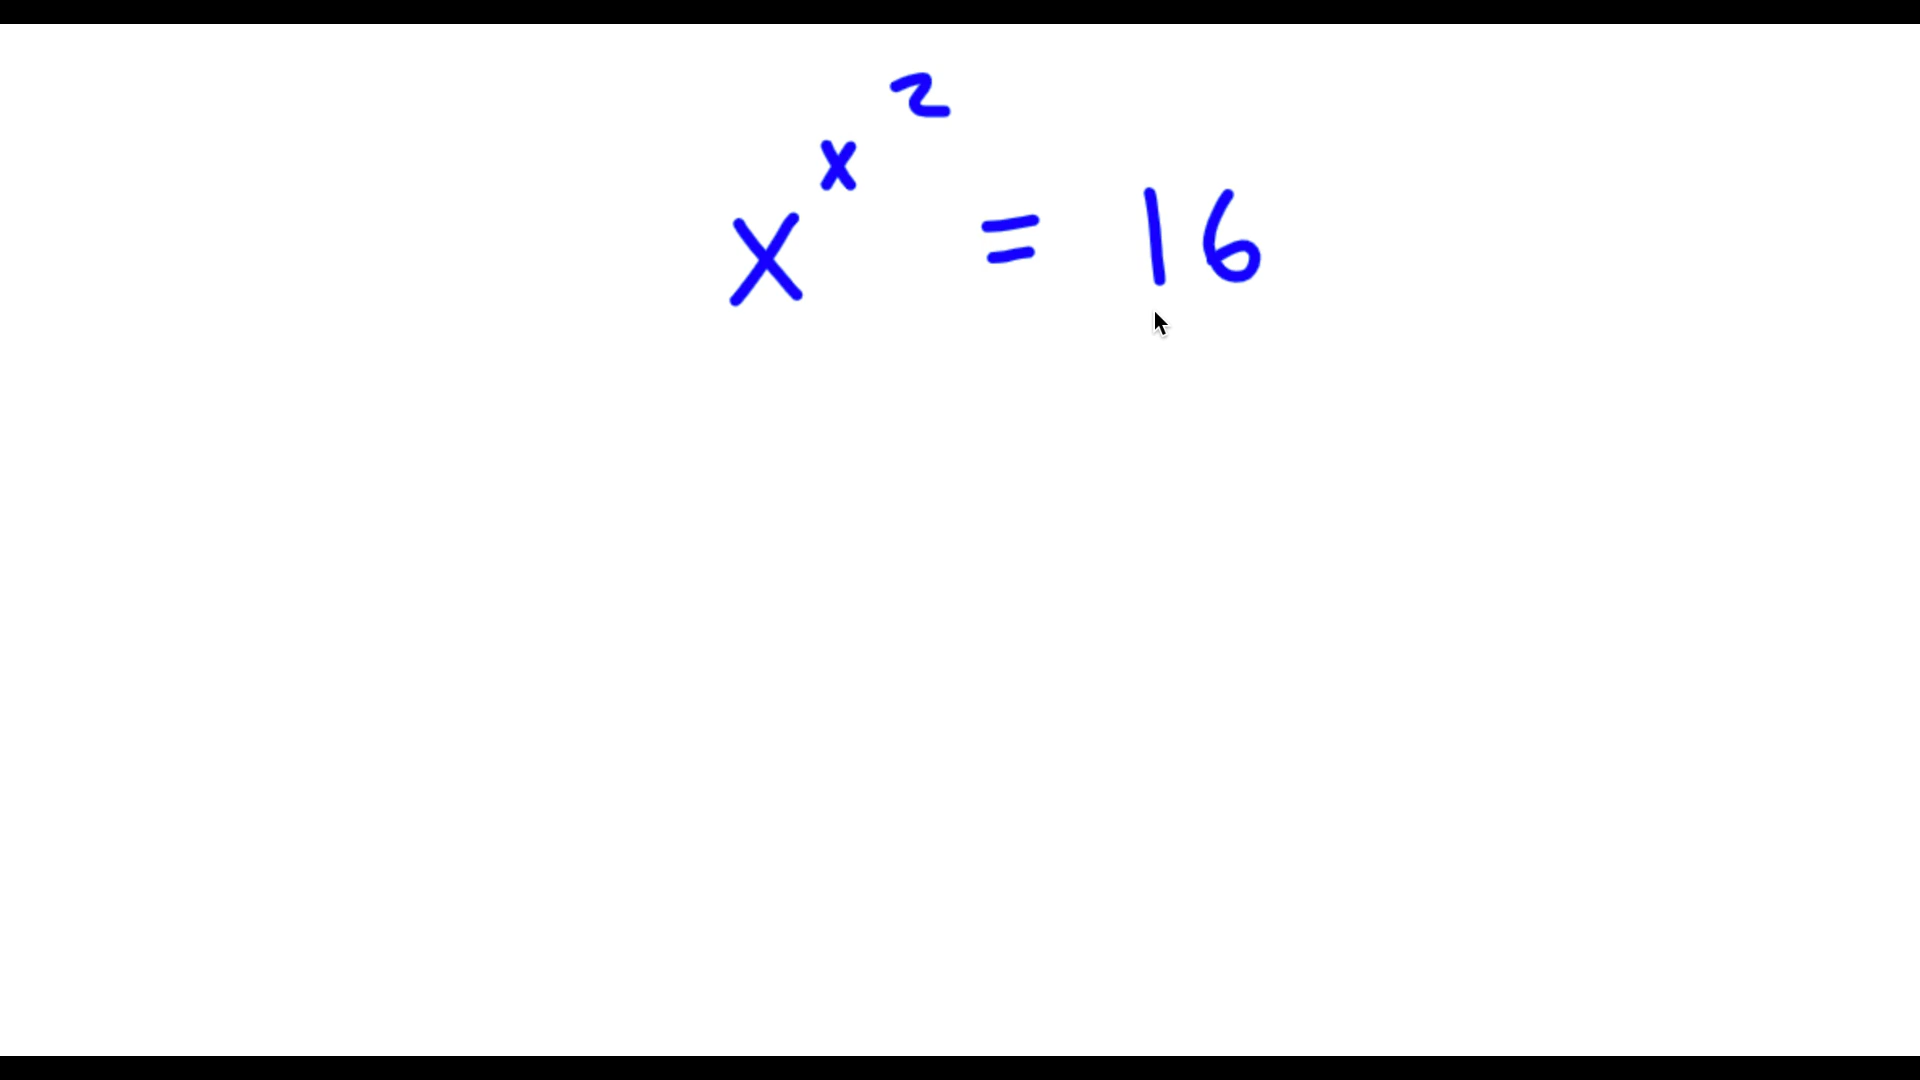 x^{x^2} = 16